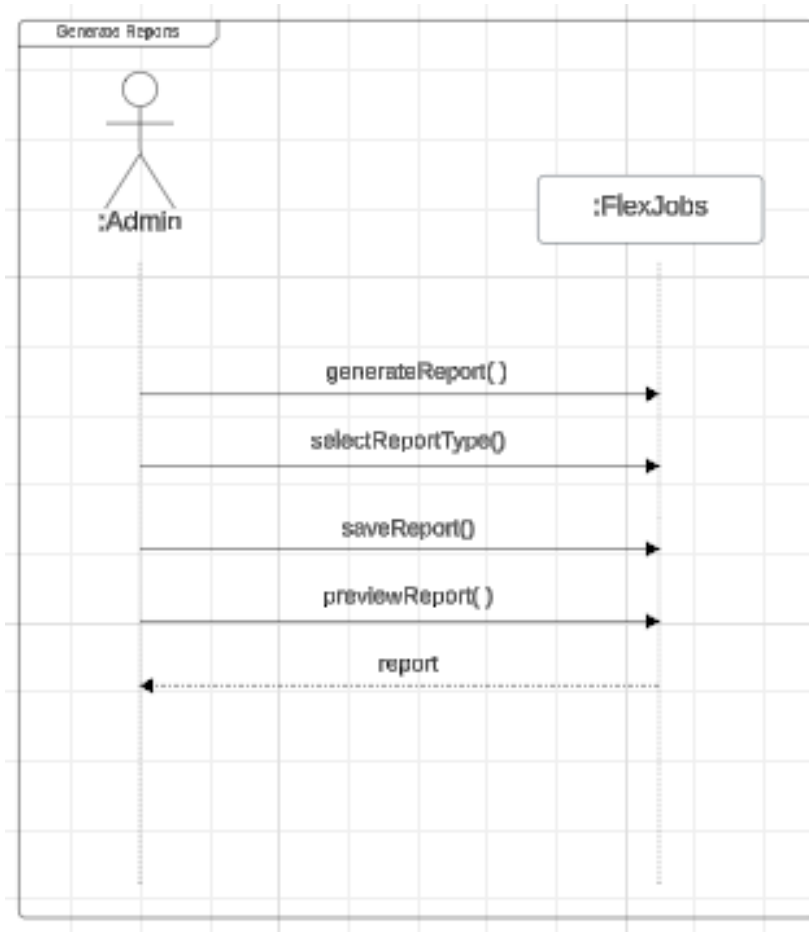 Generate Reports
:Admin
:FlexJobs
generateReport( )
selectReportType()
saveReport()
previewReport( )
report